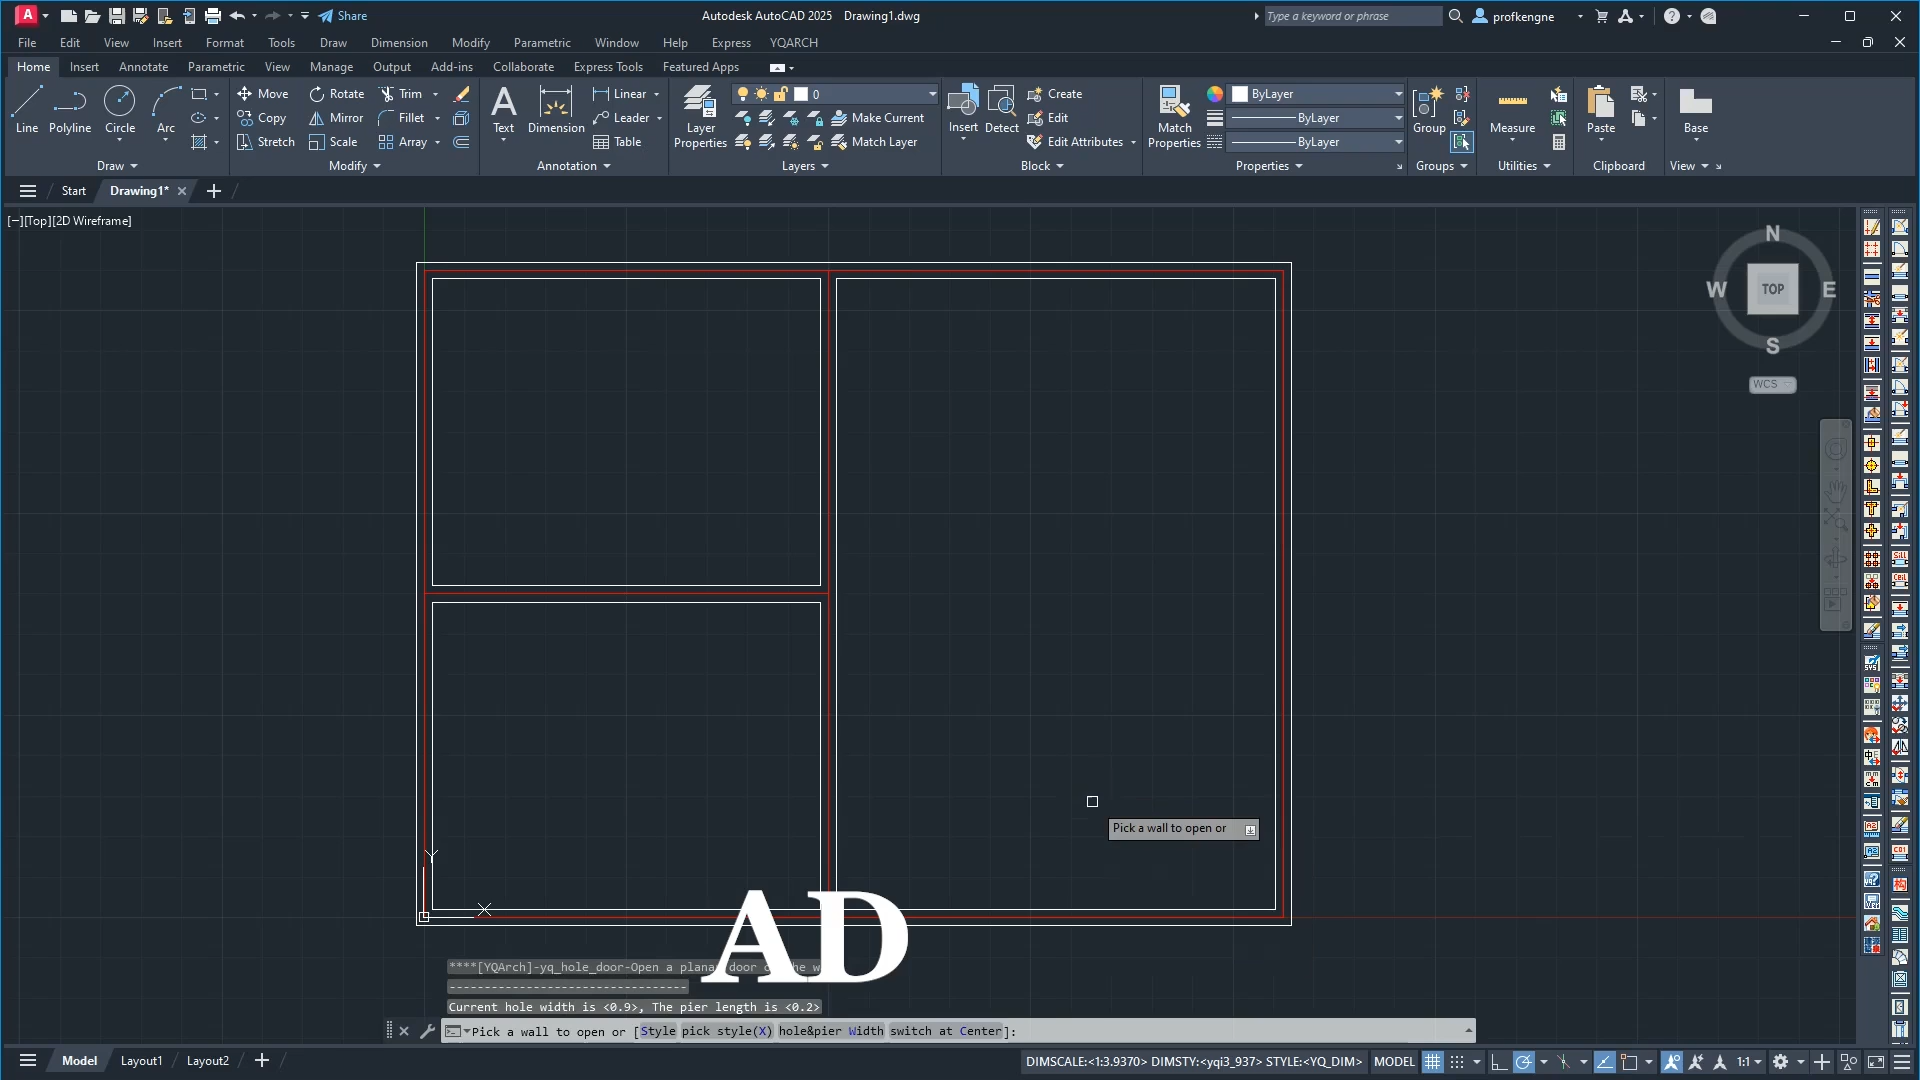 Share
Autodesk AutoCAD 2025 Drawing1.dwg
Type a keyword or phrase
profkengne
File Edit View Insert Format Tools Draw Dimension Modify Parametric Window Help Express YQARCH
Home Insert Annotate Parametric View Manage Output Add-ins Collaborate Express Tools Featured Apps
Line Polyline Circle Arc
Draw
Move Rotate Trim
Copy Mirror Fillet
Stretch Scale Array
Modify
Text Dimension
Linear
Leader
Table
Annotation
Layer Properties
0
Make Current
Match Layer
Layers
Insert Detect
Create
Edit
Edit Attributes
Block
Match Properties
ByLayer
ByLayer
ByLayer
Properties
Group
Groups
Measure
Utilities
Paste
Clipboard
Base
View
Start Drawing1* 
[−][Top][2D Wireframe]
N
W TOP E
S
WCS
Y
X
Pick a wall to open or
AD
****[YQArch]-yq_hole_door-Open a plana door o he w
----------------------------------
Current hole width is <0.9>, The pier length is <0.2>
Pick a wall to open or [Style pick style(X) hole&pier Width switch at Center]:
Model Layout1 Layout2
DIMSCALE:<1:3.9370> DIMSTY:<yqi3_937> STYLE:<YQ_DIM> MODEL
1:1